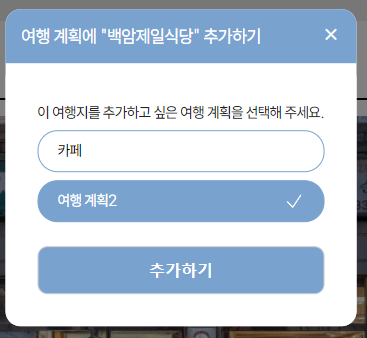 여행 계획에 "백암제일식당" 추가하기
이 여행지를 추가하고 싶은 여행 계획을 선택해 주세요.
카페
여행 계획2
추가하기